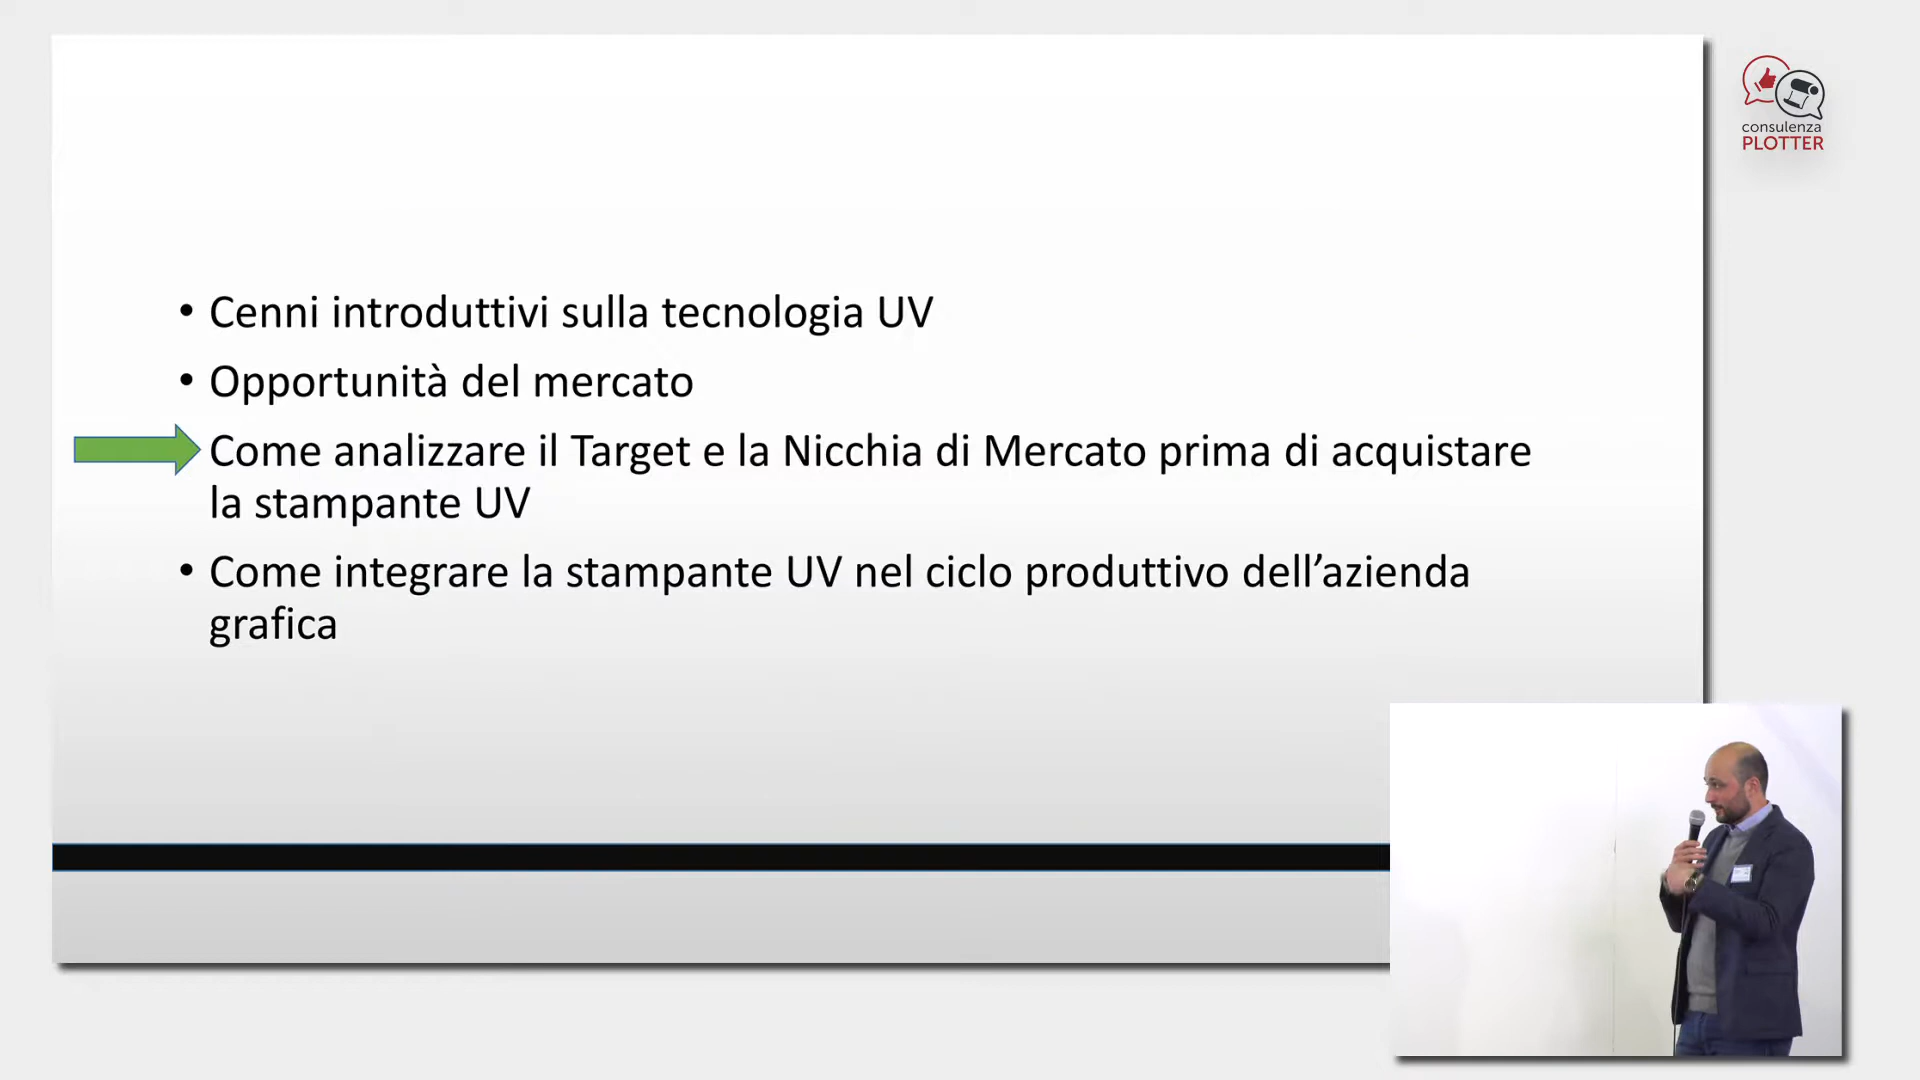 consulenza
PLOTTER
• Cenni introduttivi sulla tecnologia UV
• Opportunità del mercato
Come analizzare il Target e la Nicchia di Mercato prima di acquistare
la stampante UV
• Come integrare la stampante UV nel ciclo produttivo dell’azienda
grafica